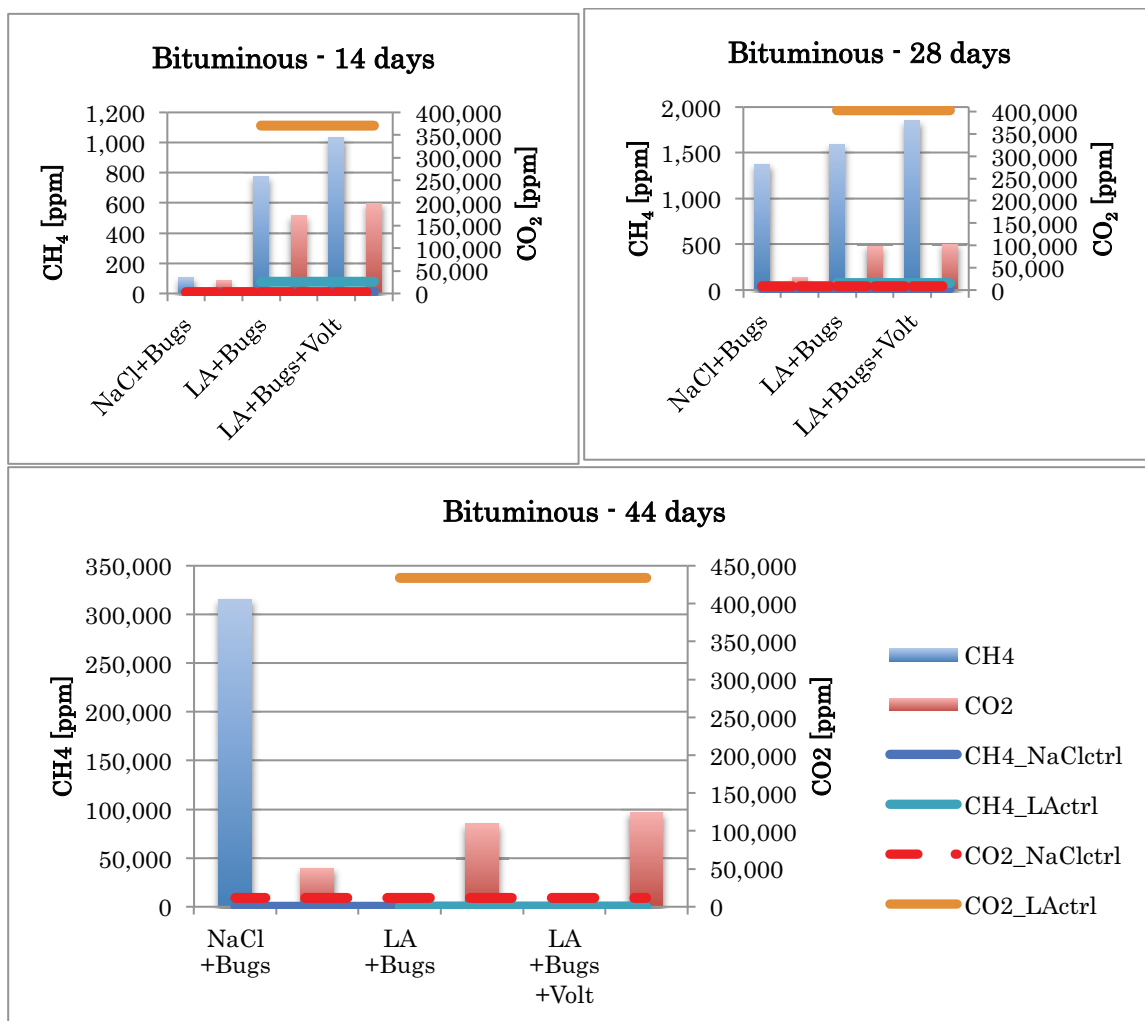 Bituminous - 14 days
1,200
1,000
800
600
400
200
0
CH₄ [ppm]
400,000
350,000
300,000
250,000
200,000
150,000
100,000
50,000
0
CO₂ [ppm]
NaCl+Bugs
LA+Bugs
LA+Bugs+Volt
Bituminous - 28 days
2,000
1,500
1,000
500
0
CH₄ [ppm]
400,000
350,000
300,000
250,000
200,000
150,000
100,000
50,000
0
CO₂ [ppm]
NaCl+Bugs
LA+Bugs
LA+Bugs+Volt
Bituminous - 44 days
350,000
300,000
250,000
200,000
150,000
100,000
50,000
0
CH4 [ppm]
450,000
400,000
350,000
300,000
250,000
200,000
150,000
100,000
50,000
0
CO2 [ppm]
NaCl
+Bugs
LA
+Bugs
LA
+Bugs
+Volt
CH4
CO2
CH4_NaClctrl
CH4_LActrl
CO2_NaClctrl
CO2_LActrl